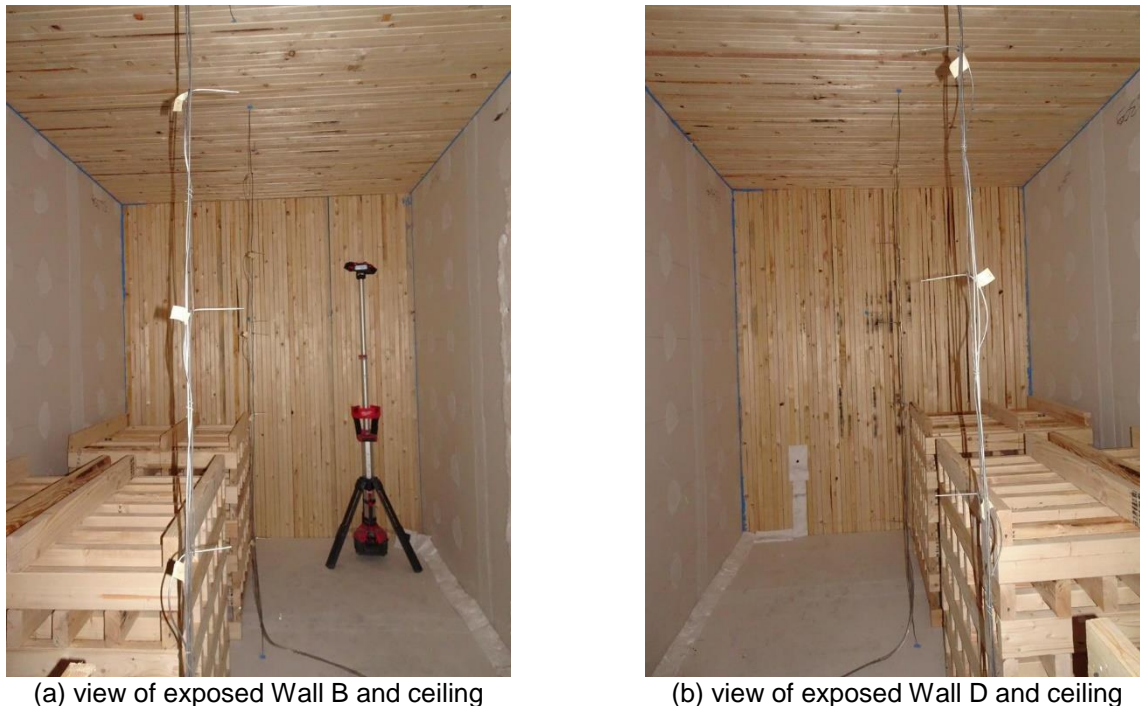 (a) view of exposed Wall B and ceiling
(b) view of exposed Wall D and ceiling